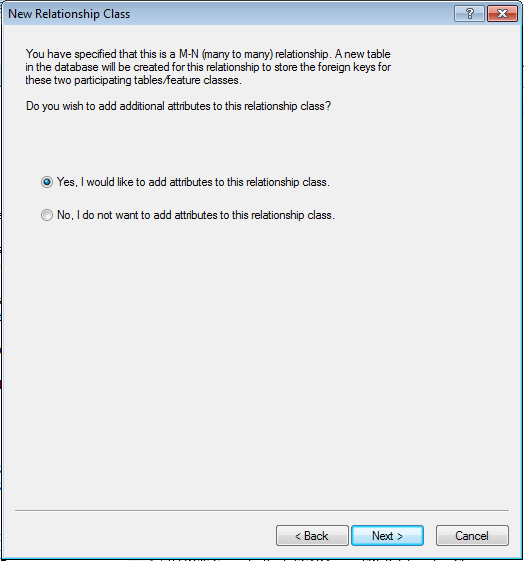 New Relationship Class
?
You have specified that this is a M-N (many to many) relationship. A new table
in the database will be created for this relationship to store the foreign keys for
these two participating tables/feature classes.
Do you wish to add additional attributes to this relationship class?
Yes, I would like to add attributes to this relationship class.
No, I do not want to add attributes to this relationship class.
< Back Next > Cancel